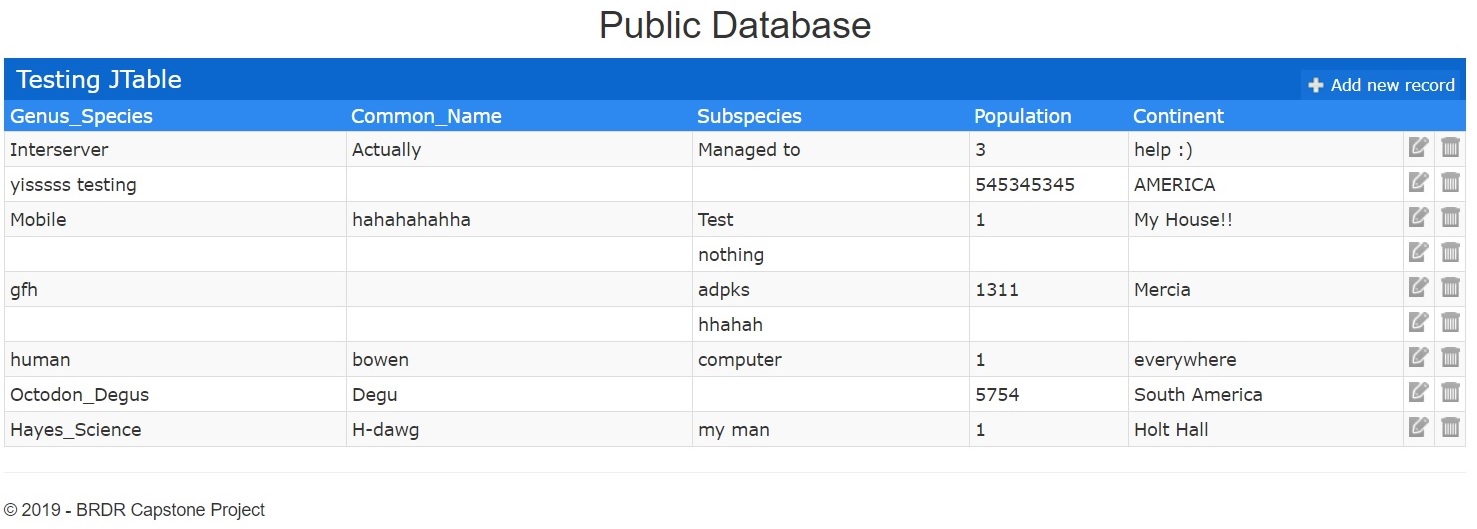 Public Database
Testing JTable Add new record
Genus_Species Common_Name Subspecies Population Continent
Interserver Actually Managed to 3 help :)
yisssss testing 545345345 AMERICA
Mobile hahahahahha Test 1 My House!!
nothing
gfh adpks 1311 Mercia
hhahah
human bowen computer 1 everywhere
Octodon_Degus Degu 5754 South America
Hayes_Science H-dawg my man 1 Holt Hall
© 2019 - BRDR Capstone Project